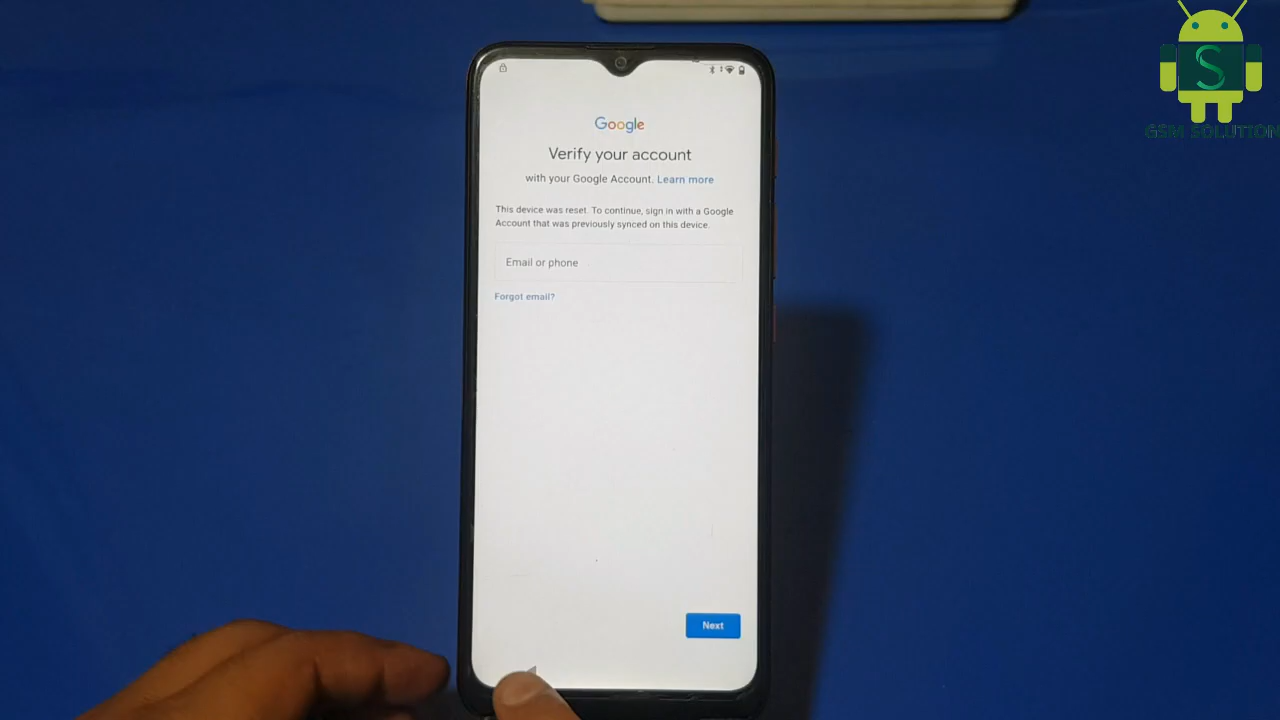 GSM SOLUTION
Google
Verify your account
with your Google Account. Learn more
This device was reset. To continue, sign in with a Google
Account that was previously synced on this device.
Email or phone
Forgot email?
Next